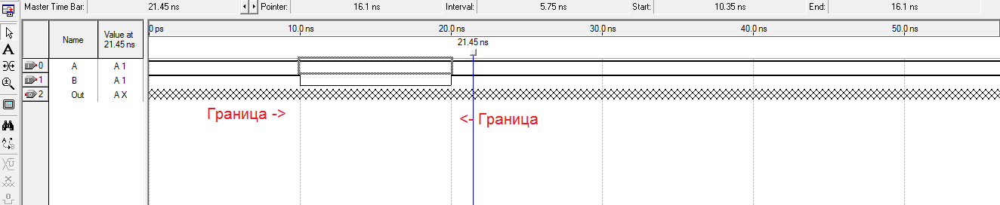 Master Time Bar: 21.45 ns Pointer: 16.1 ns Interval: 5.75 ns Start: 10.35 ns End: 16.1 ns
Name Value at 21.45 ns 0 ps 10.0 ns 20.0 ns 30.0 ns 40.0 ns 50.0 ns
21.45 ns
0 A A 1
1 B A 1
2 Out A X
Граница -> <- Граница